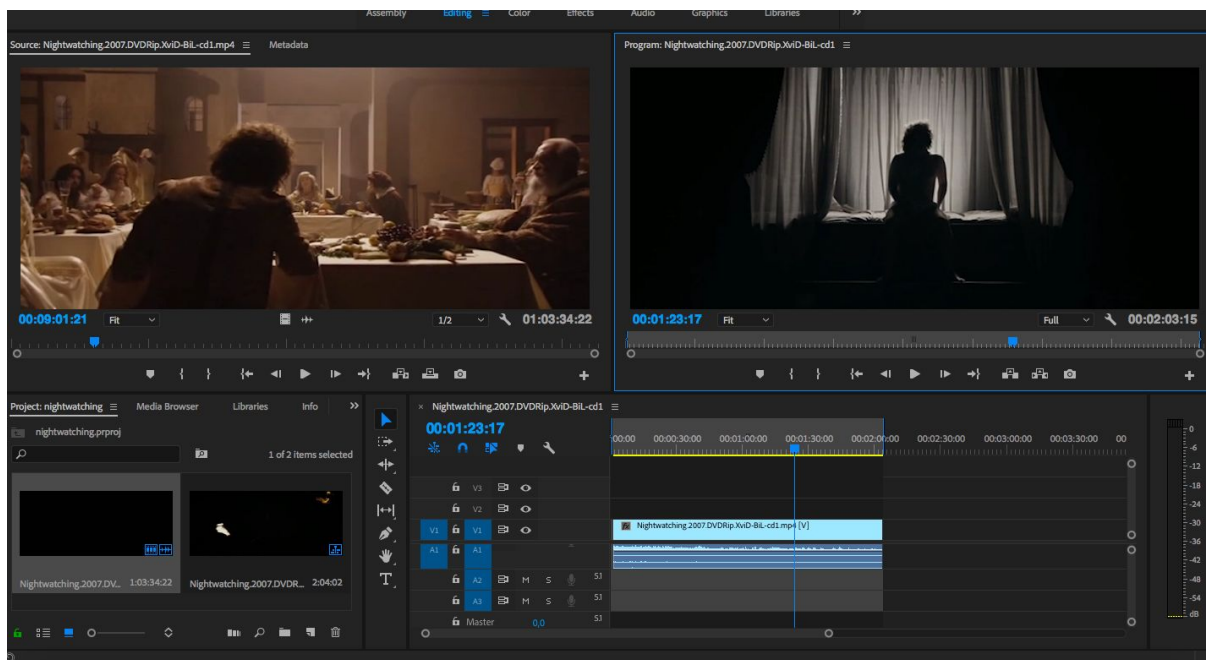 Assembly Editing Color Effects Audio Graphics Libraries
Source: Nightwatching.2007.DVDRip.XviD-BiL-cd1.mp4 Metadata
Program: Nightwatching.2007.DVDRip.XviD-BiL-cd1
00:09:01:21 Fit 1/2 01:03:34:22
00:01:23:17 Fit Full 00:02:03:15
Project: nightwatching Media Browser Libraries Info
nightwatching.prproj
1 of 2 items selected
Nightwatching.2007.DV... 1:03:34:22
Nightwatching.2007.DVDR... 2:04:02
× Nightwatching.2007.DVDRip.XviD-BiL-cd1
00:01:23:17
:00:00 00:00:30:00 00:01:00:00 00:01:30:00 00:02:00:00 00:02:30:00 00:03:00:00 00:03:30:00 00
V3
V2
V1 V1
Nightwatching.2007.DVDRip.XviD-BiL-cd1.mp4 [V]
A1 A1
A2 M S
A3 M S
Master 0,0
T
0
-6
-12
-18
-24
-30
-36
-42
-48
-54
dB